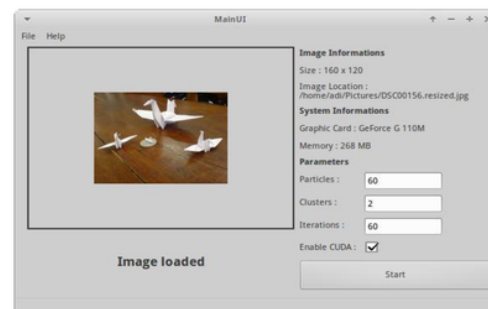 MainUI
File Help
Image Informations
Size : 160 x 120
Image Location :
/home/adi/Pictures/DSC00156.resized.jpg
System Informations
Graphic Card : GeForce G 110M
Memory : 268 MB
Parameters
Particles : 60
Clusters : 2
Iterations : 60
Enable CUDA :
Image loaded
Start